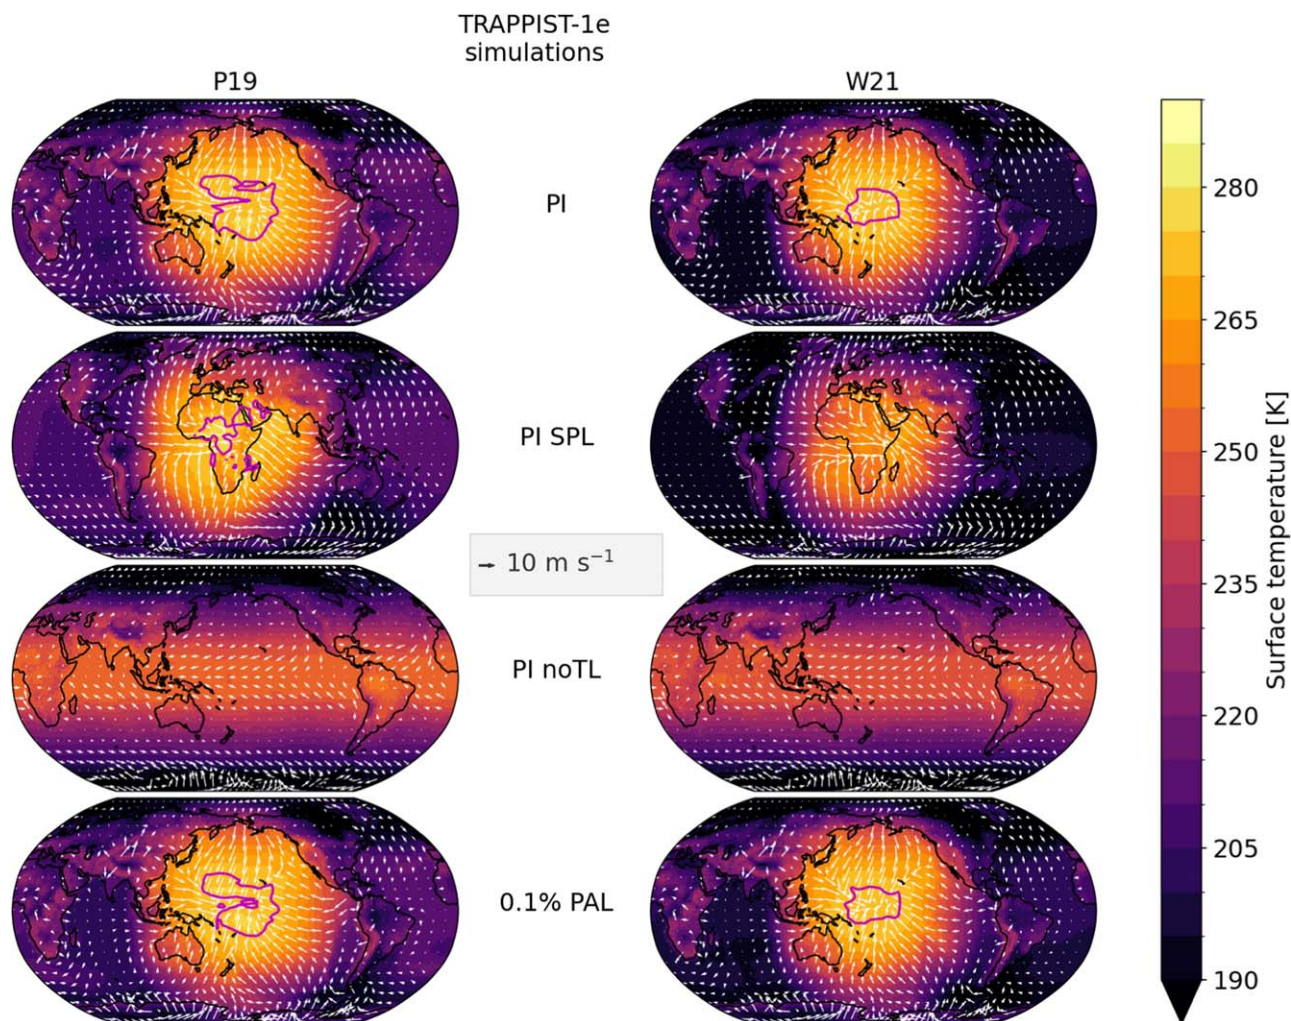 TRAPPIST-1e
simulations
P19
W21
PI
PI SPL
→ 10 m s⁻¹
PI noTL
0.1% PAL
280
265
250
235
220
205
190
Surface temperature [K]